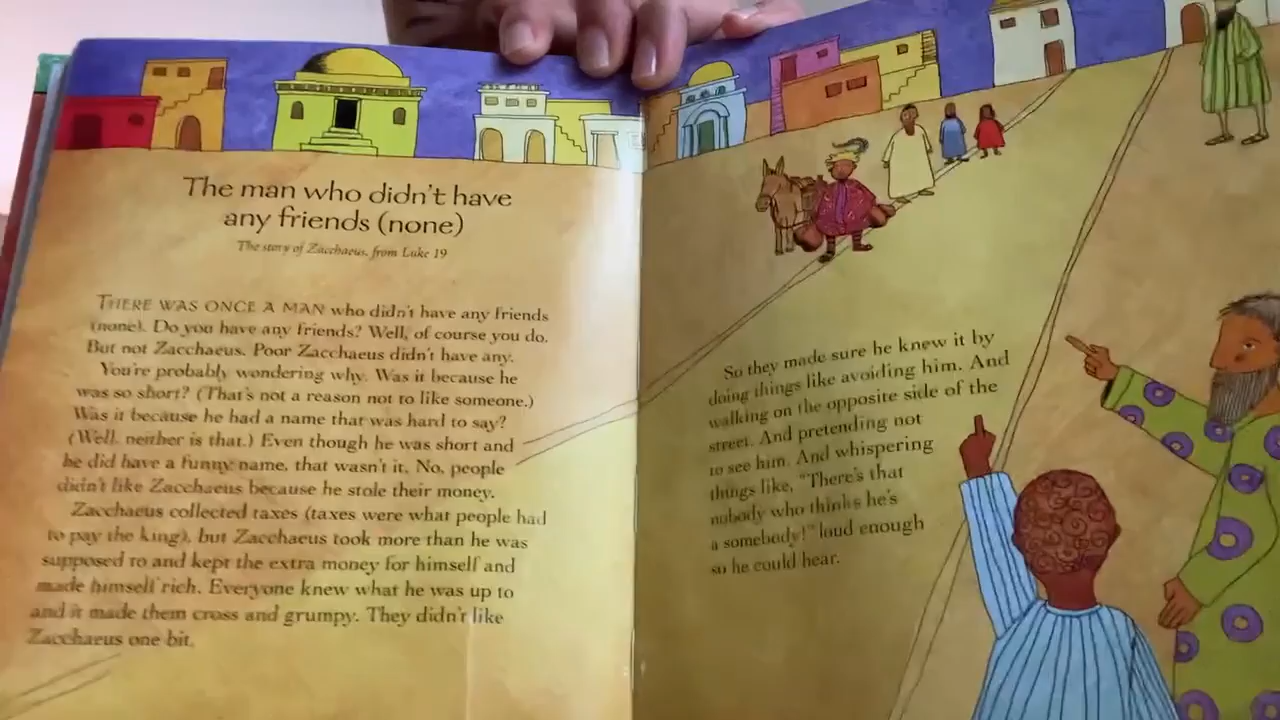 The man who didn't have
any friends (none)
The story of Zacchaeus, from Luke 19
THERE WAS ONCE A MAN who didn't have any friends
(none). Do you have any friends? Well, of course you do.
But not Zacchaeus. Poor Zacchaeus didn't have any.
You're probably wondering why. Was it because he
was so short? (That's not a reason not to like someone.)
Was it because he had a name that was hard to say?
(Well, neither is that.) Even though he was short and
he did have a funny name, that wasn't it. No, people
didn't like Zacchaeus because he stole their money.
Zacchaeus collected taxes (taxes were what people had
to pay the king), but Zacchaeus took more than he was
supposed to and kept the extra money for himself and
made himself rich. Everyone knew what he was up to
and it made them cross and grumpy. They didn't like
Zacchaeus one bit.
So they made sure he knew it by
doing things like avoiding him. And
walking on the opposite side of the
street. And pretending not
to see him. And whispering
things like, "There's that
nobody who thinks he's
a somebody!" loud enough
so he could hear.